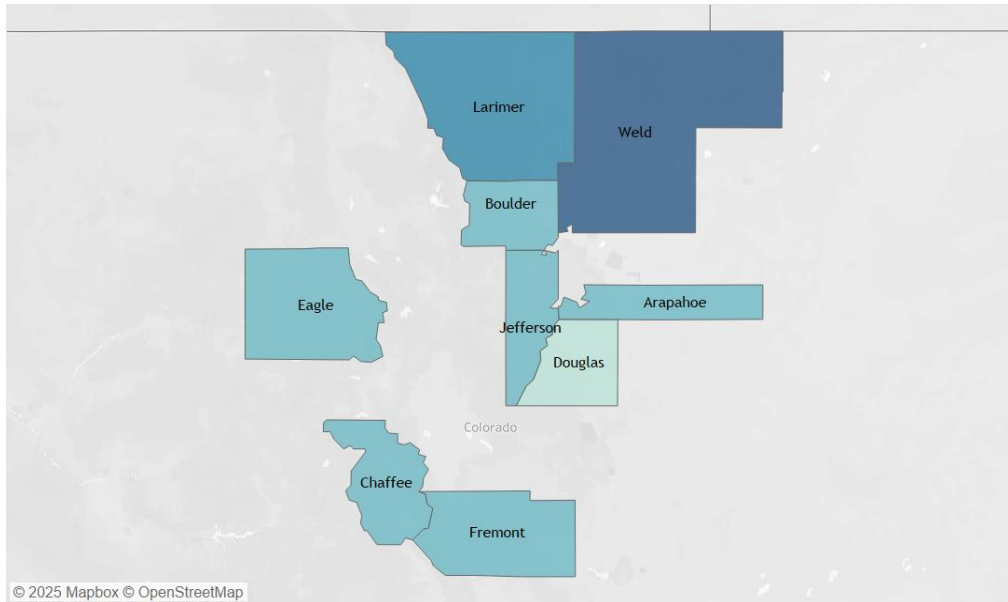 Larimer
Weld
Boulder
Eagle
Arapahoe
Jefferson
Douglas
Colorado
Chaffee
Fremont
© 2025 Mapbox © OpenStreetMap